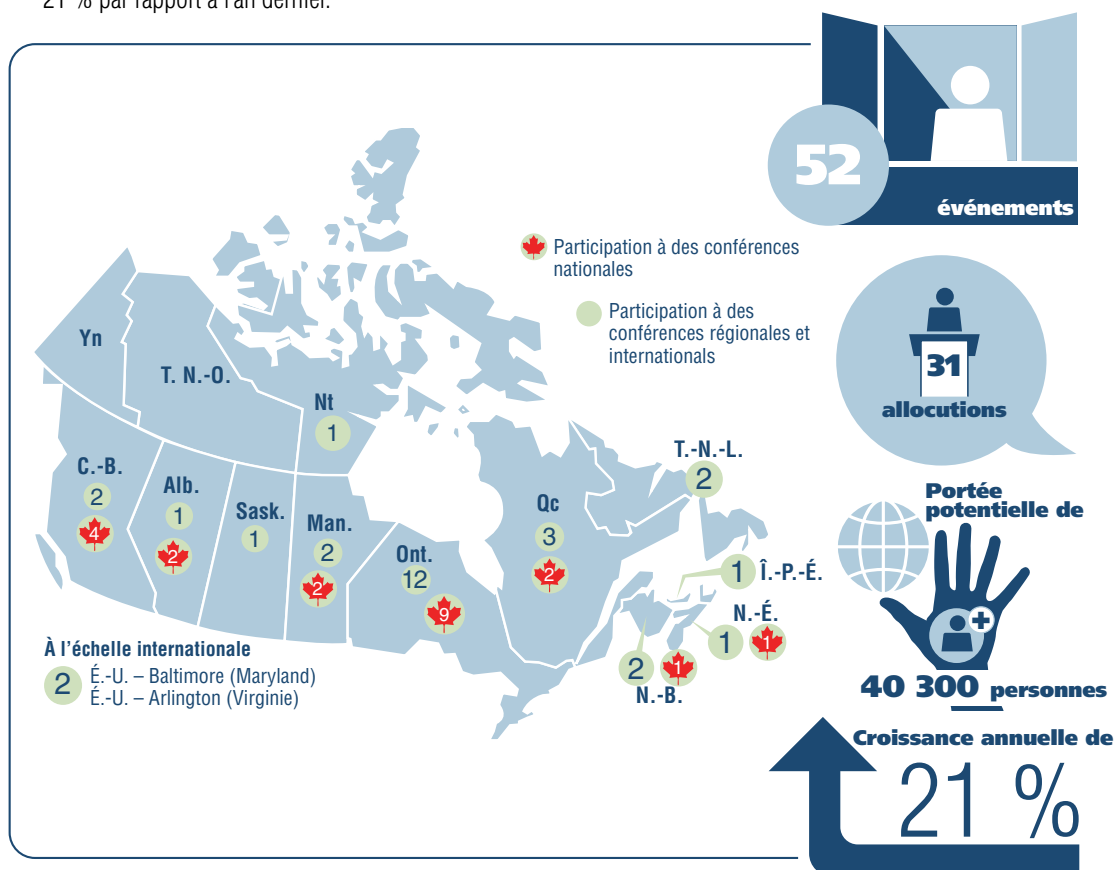 21 % par rapport à l'an dernier.
52
événements
Participation à des conférences
nationales
Participation à des
conférences régionales et
internationals
31
allocutions
Yn
T. N.-O.
Nt
1
C.-B.
2
4
Alb.
1
2
Sask.
1
Man.
2
2
Ont.
12
9
Qc
3
2
T.-N.-L.
2
1 Î.-P.-É.
N.-É.
1
1
2
1
N.-B.
À l'échelle internationale
2
É.-U. – Baltimore (Maryland)
É.-U. – Arlington (Virginie)
Portée
potentielle de
40 300 personnes
Croissance annuelle de
21 %